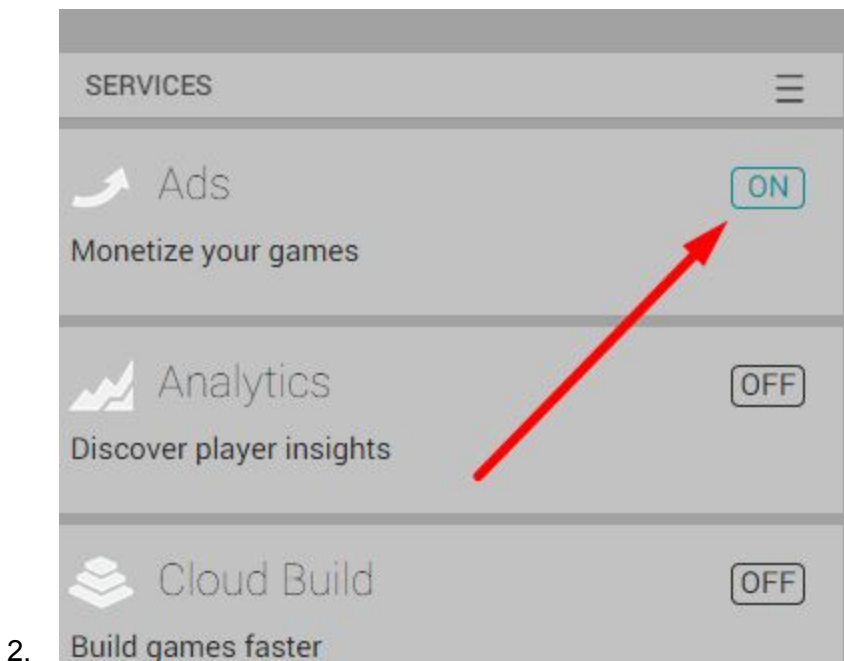 SERVICES
Ads
ON
Monetize your games
Analytics
OFF
Discover player insights
Cloud Build
OFF
2. Build games faster